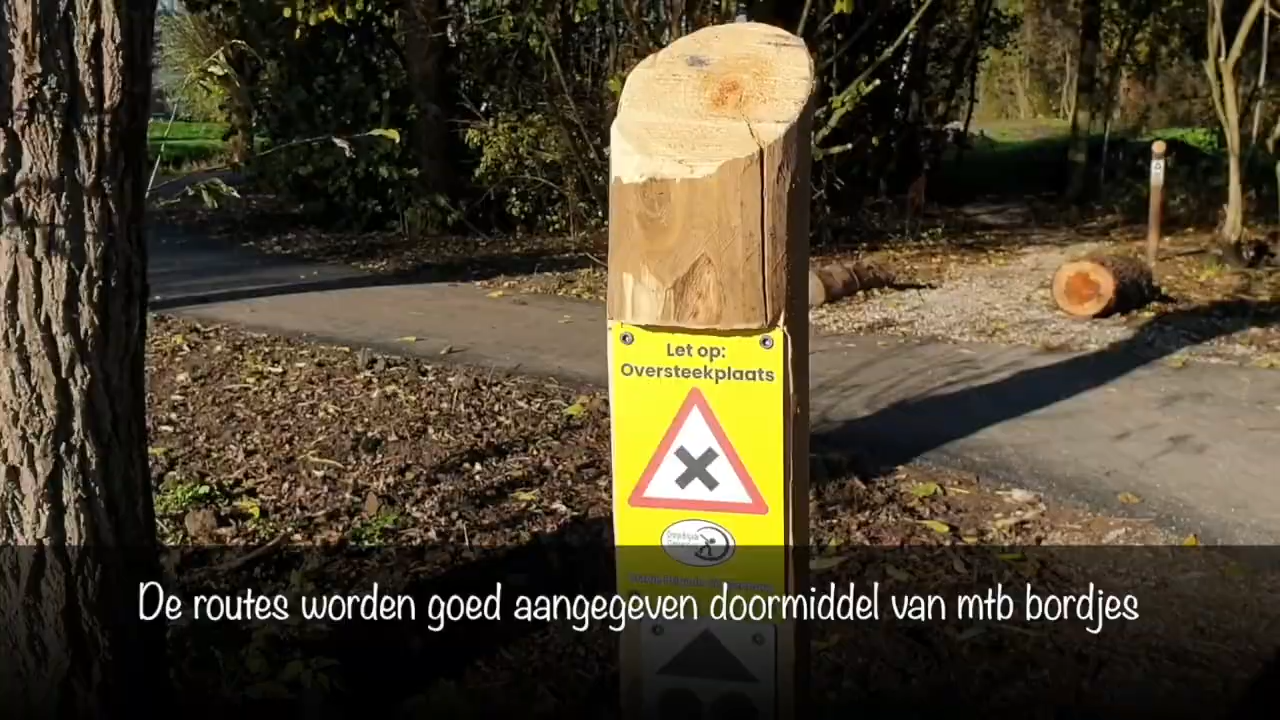 Let op:
Oversteekplaats
De routes worden goed aangegeven doormiddel van mtb bordjes